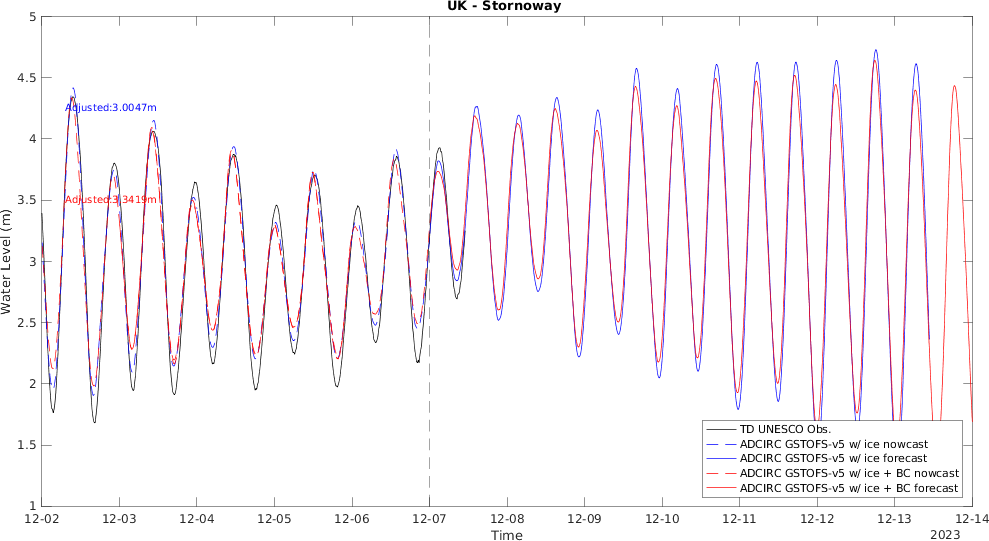 UK - Stornoway
5
4.5
4
3.5
3
2.5
2
1.5
1
Water Level (m)
Adjusted:3.0047m
Adjusted:3.3419m
TD UNESCO Obs.
ADCIRC GSTOFS-v5 w/ ice nowcast
ADCIRC GSTOFS-v5 w/ ice forecast
ADCIRC GSTOFS-v5 w/ ice + BC nowcast
ADCIRC GSTOFS-v5 w/ ice + BC forecast
12-02 12-03 12-04 12-05 12-06 12-07 12-08 12-09 12-10 12-11 12-12 12-13 12-14
Time
2023